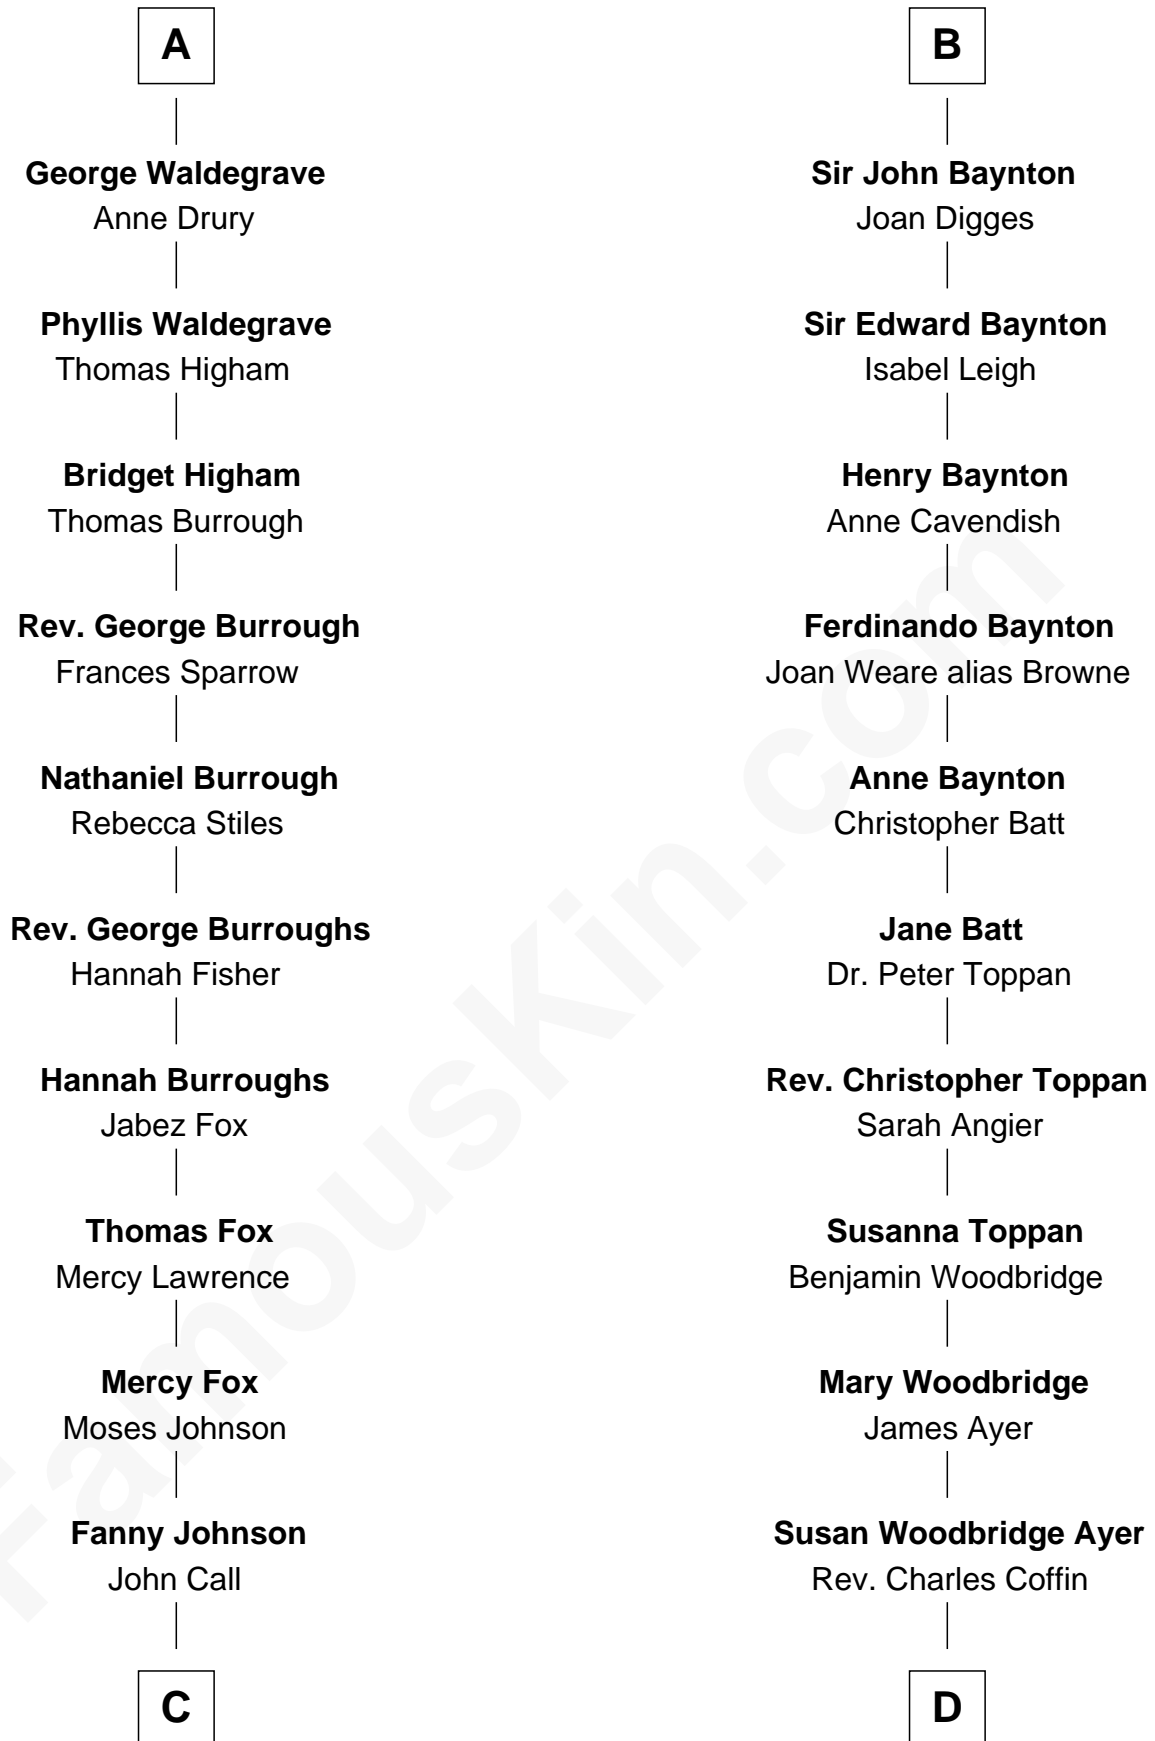 A
George Waldegrave
Anne Drury
Phyllis Waldegrave
Thomas Higham
Bridget Higham
Thomas Burrough
Rev. George Burrough
Frances Sparrow
Nathaniel Burrough
Rebecca Stiles
Rev. George Burroughs
Hannah Fisher
Hannah Burroughs
Jabez Fox
Thomas Fox
Mercy Lawrence
Mercy Fox
Moses Johnson
Fanny Johnson
John Call
C
B
Sir John Baynton
Joan Digges
Sir Edward Baynton
Isabel Leigh
Henry Baynton
Anne Cavendish
Ferdinando Baynton
Joan Weare alias Browne
Anne Baynton
Christopher Batt
Jane Batt
Dr. Peter Toppan
Rev. Christopher Toppan
Sarah Angier
Susanna Toppan
Benjamin Woodbridge
Mary Woodbridge
James Ayer
Susan Woodbridge Ayer
Rev. Charles Coffin
D
FamousKin.com